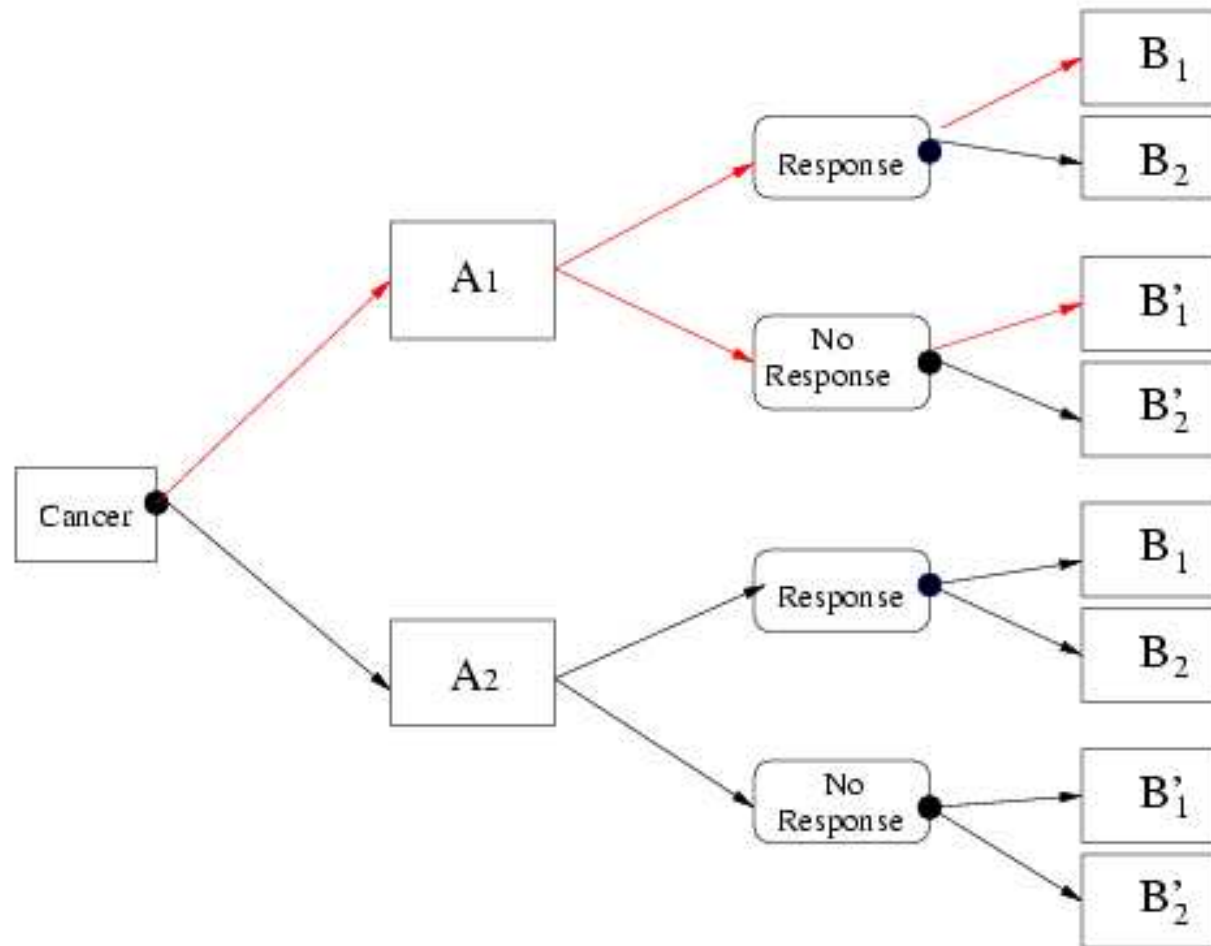 B1
Response
B2
A1
B'1
No
Response
B'2
Cancer
B1
Response
B2
A2
B'1
No
Response
B'2